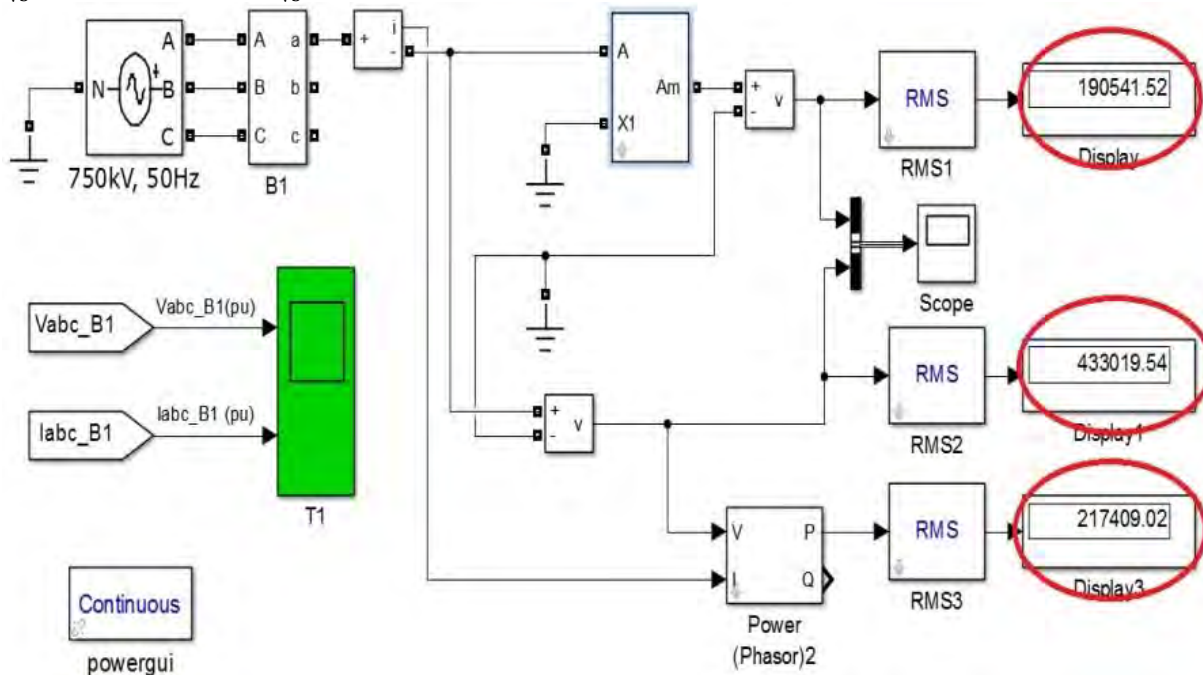 A
B
C
N
A
B
C
a
b
c
+
i
-
A
X1
Am
+
-
v
RMS
190541.52
Display
RMS1
750kV, 50Hz
B1
Scope
Vabc_B1
Vabc_B1(pu)
Iabc_B1
Iabc_B1 (pu)
T1
+
-
v
RMS
433019.54
Display1
RMS2
V
I
P
Q
RMS
217409.02
Display3
RMS3
Power
(Phasor)2
Continuous
powergui